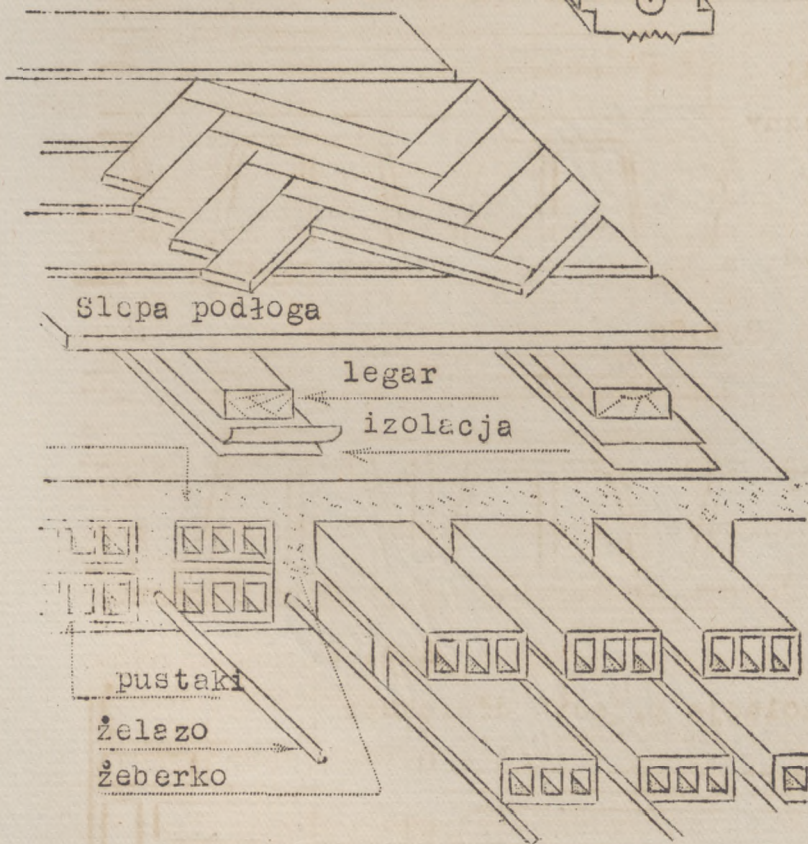 Slepa podłoga
legar
izolacja
pustaki
żelazo
żeberko